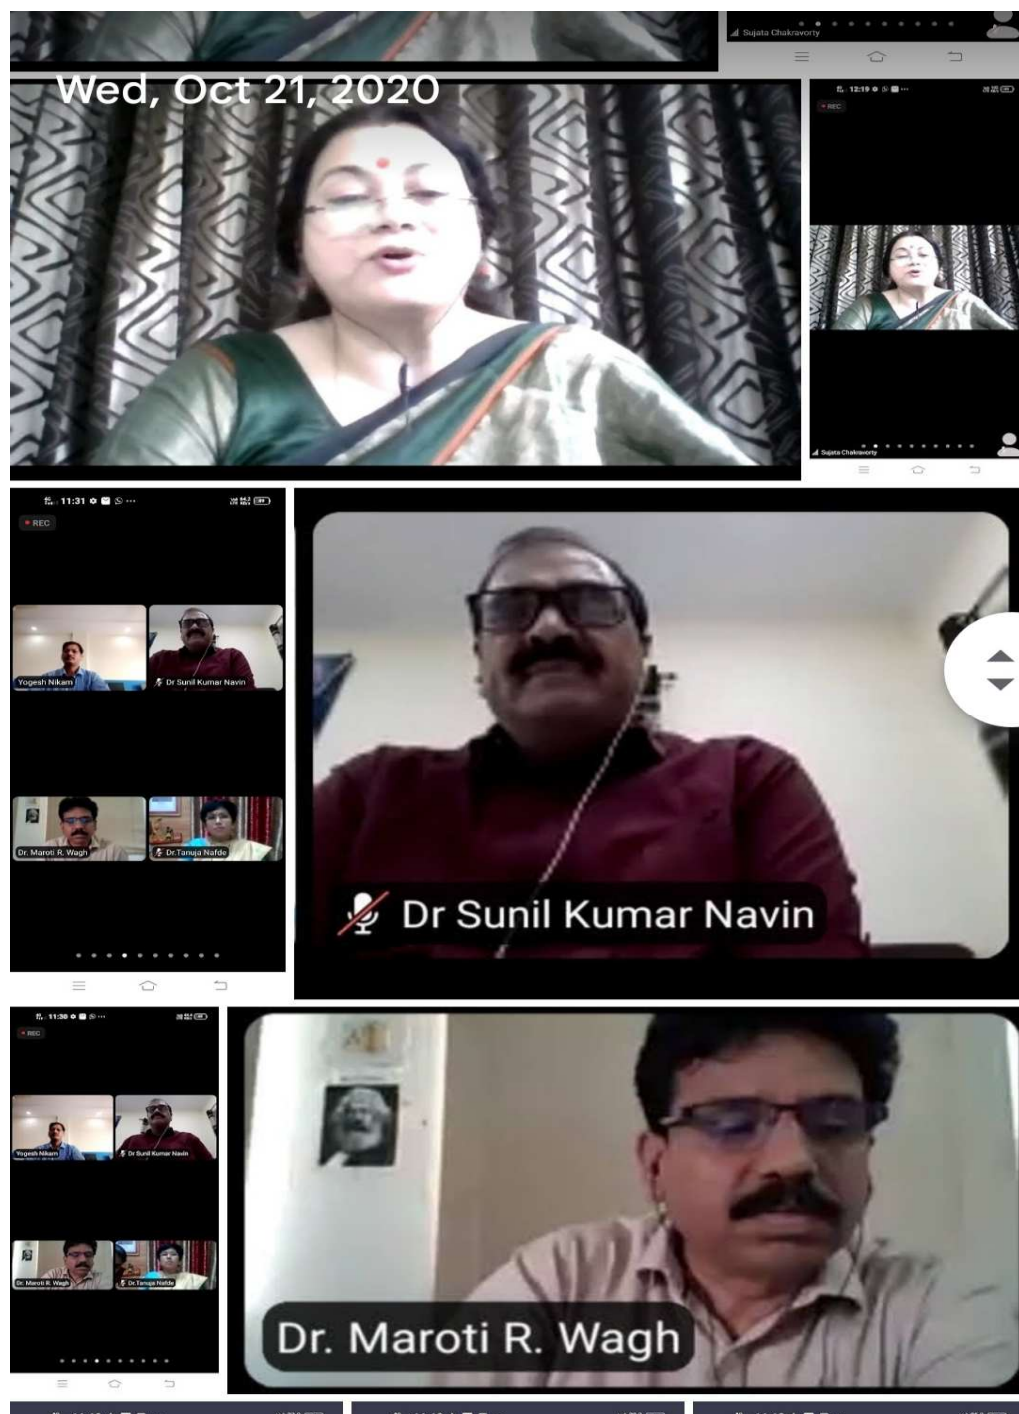 Sujata Chakravorty
Wed, Oct 21, 2020
12:19
REC
Sujata Chakravorty
11:31
REC
Yogesh Nikam
Dr Sunil Kumar Navin
Dr. Maroti R. Wagh
Dr.Tanuja Nafde
Dr Sunil Kumar Navin
11:30
REC
Yogesh Nikam
Dr Sunil Kumar Navin
Dr. Maroti R. Wagh
Dr.Tanuja Nafde
Dr. Maroti R. Wagh